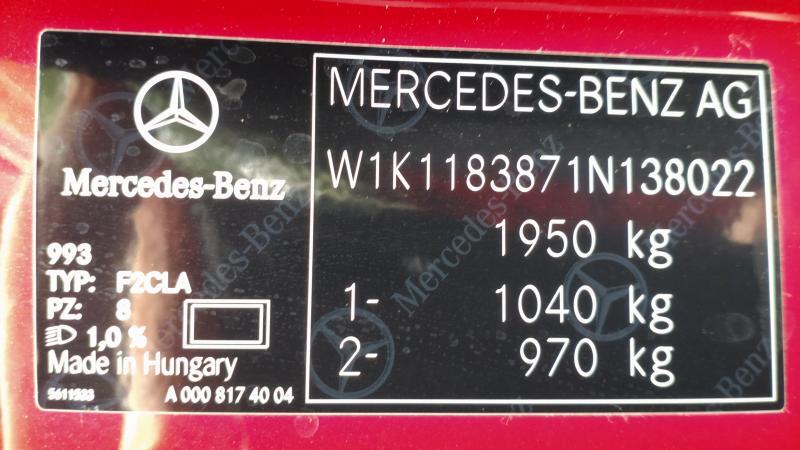 Mercedes-Benz
993
TYP: F2CLA
PZ: 8
1,0 %
Made in Hungary
5611533 A 000 817 40 04
MERCEDES-BENZ AG
W1K1183871N138022
1950 kg
1- 1040 kg
2- 970 kg